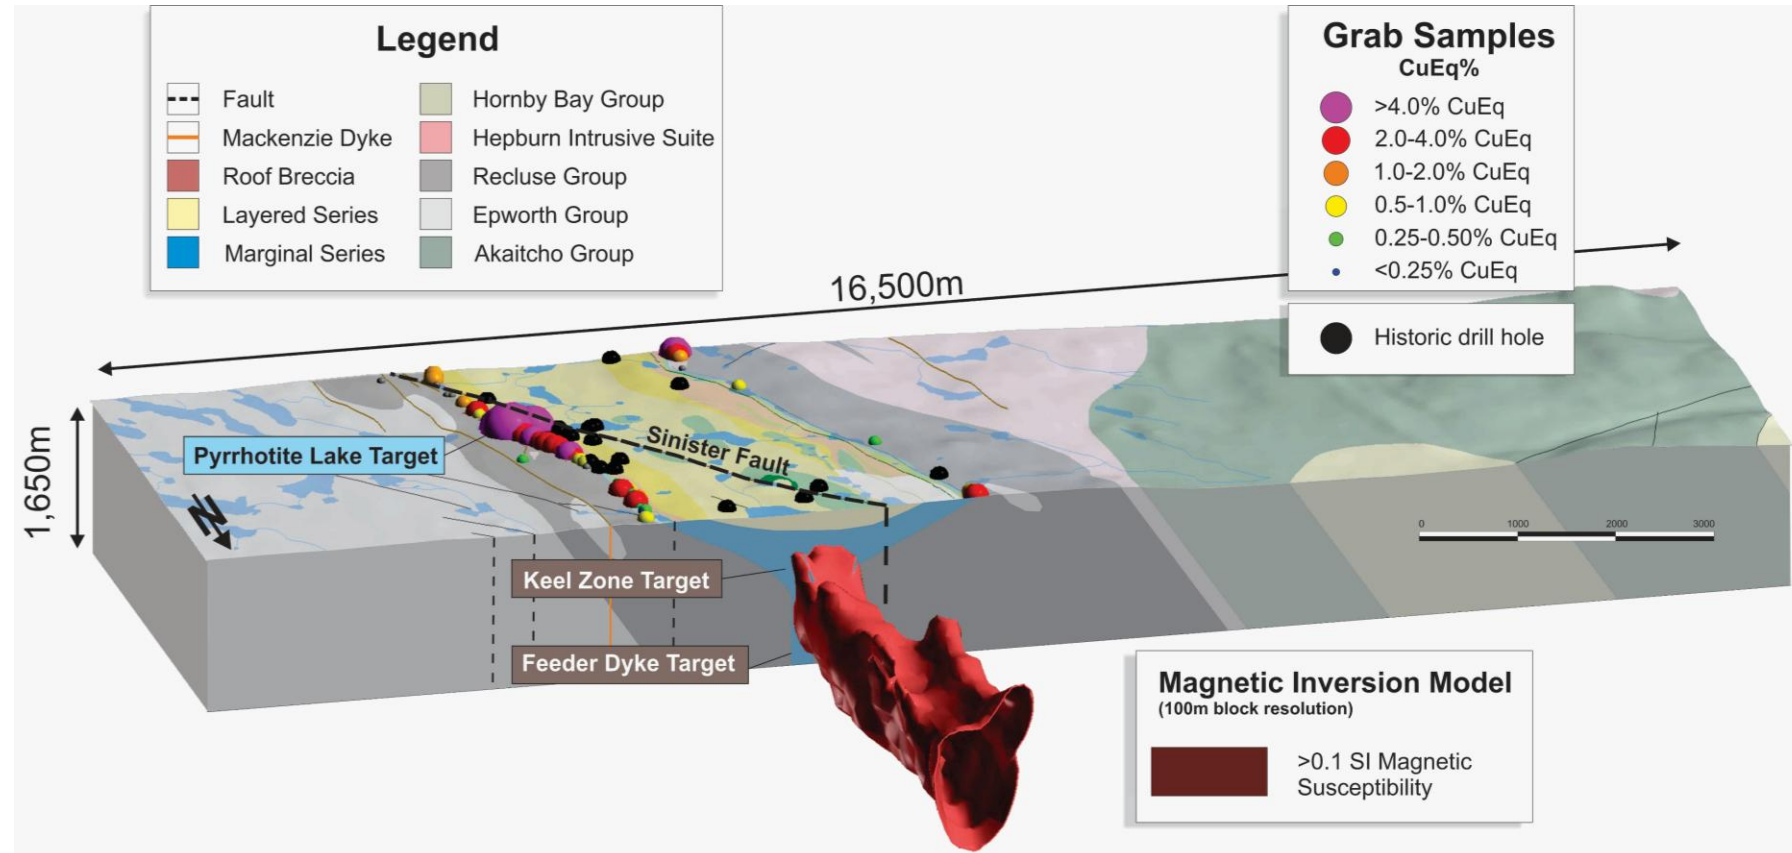 Legend
Fault
Mackenzie Dyke
Roof Breccia
Layered Series
Marginal Series
Hornby Bay Group
Hepburn Intrusive Suite
Recluse Group
Epworth Group
Akaitcho Group
Grab Samples
CuEq%
>4.0% CuEq
2.0-4.0% CuEq
1.0-2.0% CuEq
0.5-1.0% CuEq
0.25-0.50% CuEq
<0.25% CuEq
Historic drill hole
16,500m
1,650m
N
Pyrrhotite Lake Target
Sinister Fault
Keel Zone Target
Feeder Dyke Target
0 1000 2000 3000
Magnetic Inversion Model
(100m block resolution)
>0.1 SI Magnetic
Susceptibility